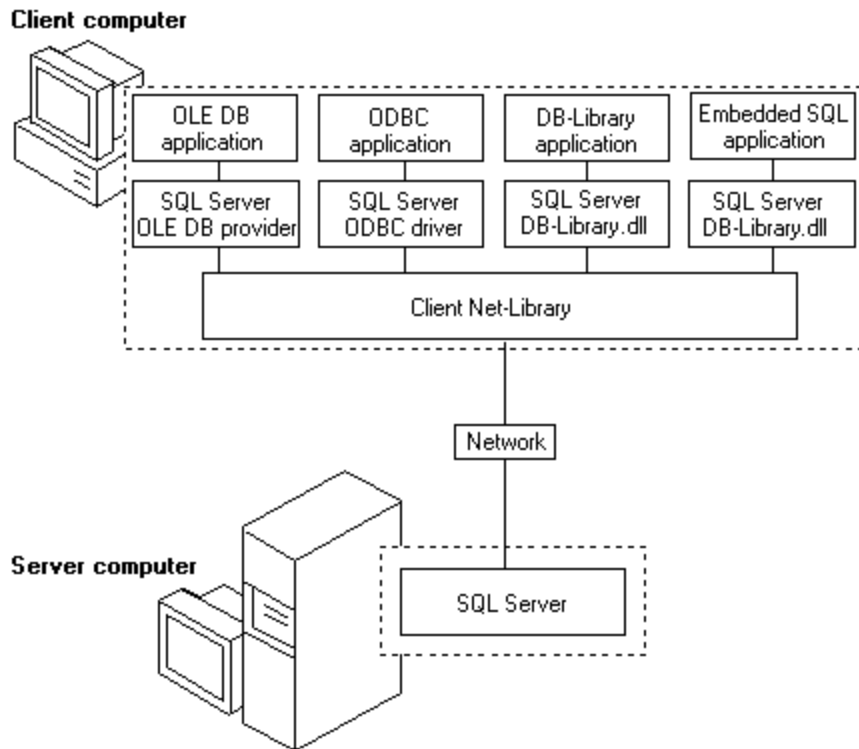 Client computer
OLE DB
application
ODBC
application
DB-Library
application
Embedded SQL
application
SQL Server
OLE DB provider
SQL Server
ODBC driver
SQL Server
DB-Library.dll
SQL Server
DB-Library.dll
Client Net-Library
Network
Server computer
SQL Server